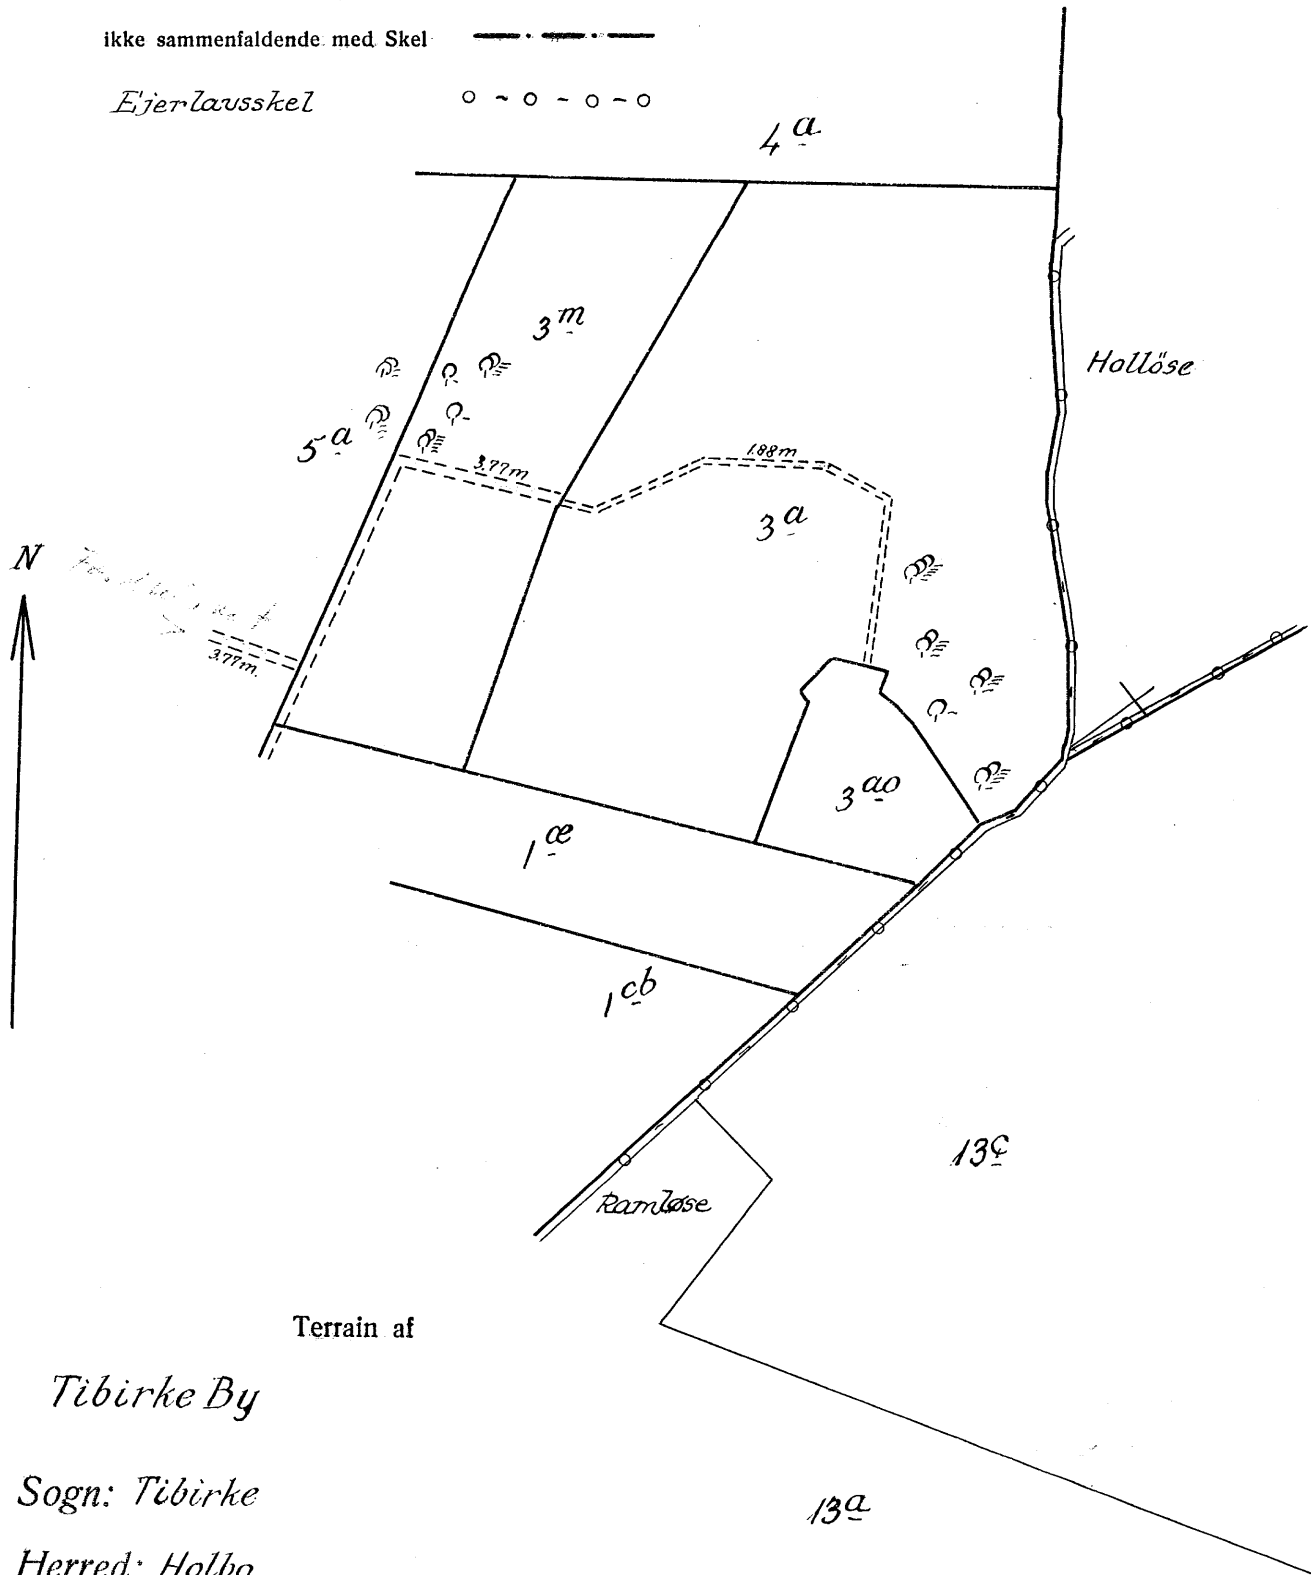 ikke sammenfaldende med Skel
Ejerlavsskel
4a
3m
Hollöse
5a
3.77m
1.88m
3a
N
3.77m.
3ao
1æ
1cb
13c
Ramløse
Terrain af
Tibirke By
Sogn: Tibirke
13a
Herred: Holbo